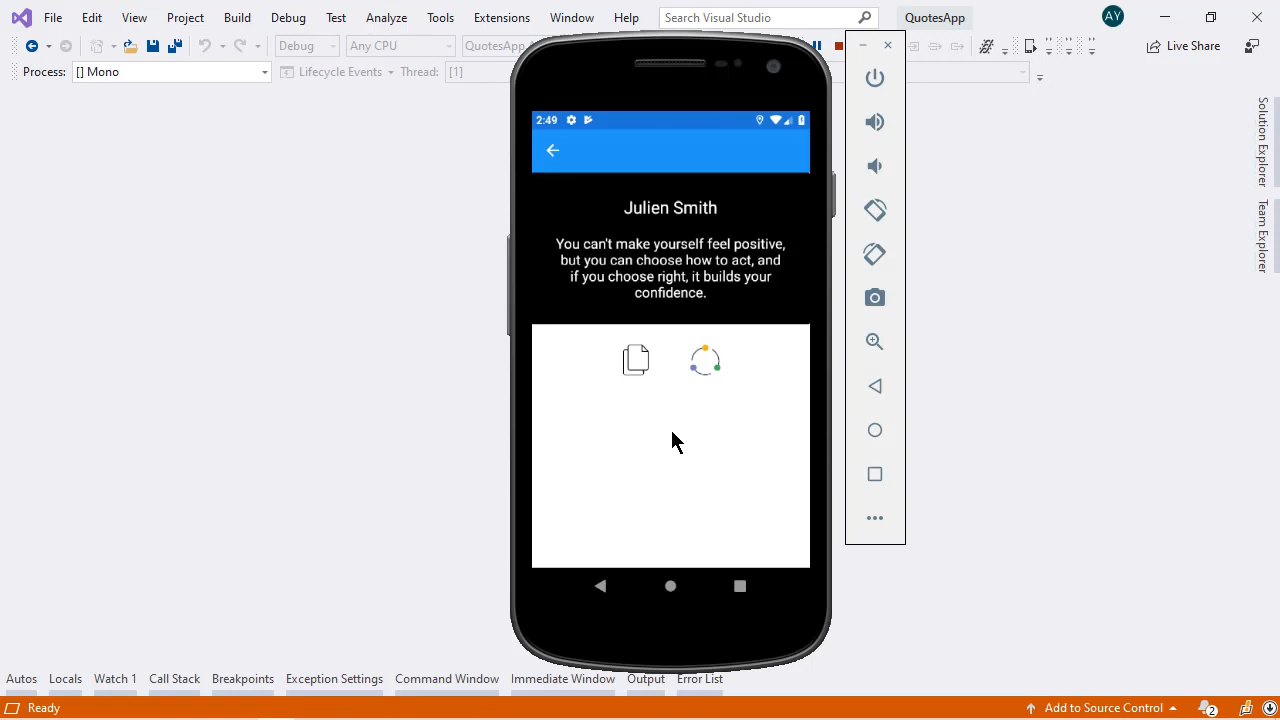 File Edit View Project Build Debug Test Analyze Tools Extensions Window Help Search Visual Studio QuotesApp AY
Debug Any CPU QuotesApp Live Share
Process: [] Mono Lifecycle Events Thread: [1]
2:49
Julien Smith
You can't make yourself feel positive,
but you can choose how to act, and
if you choose right, it builds your
confidence.
Solution Explorer
Test Explorer
Autos Locals Watch 1 Call Stack Breakpoints Exception Settings Command Window Immediate Window Output Error List
Ready Add to Source Control 2